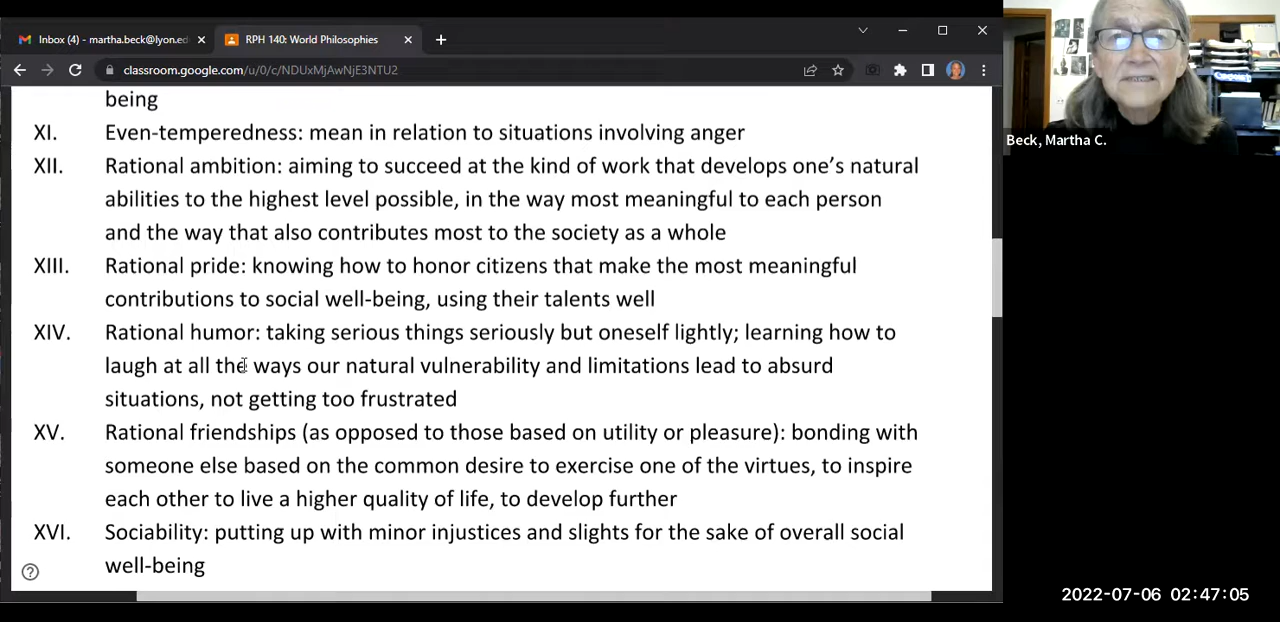 Inbox (4) - martha.beck@lyon.ed
RPH 140: World Philosophies
classroom.google.com/u/0/c/NDUxMjAwNjE3NTU2
Beck, Martha C.
being
XI. Even-temperedness: mean in relation to situations involving anger
XII. Rational ambition: aiming to succeed at the kind of work that develops one’s natural
abilities to the highest level possible, in the way most meaningful to each person
and the way that also contributes most to the society as a whole
XIII. Rational pride: knowing how to honor citizens that make the most meaningful
contributions to social well-being, using their talents well
XIV. Rational humor: taking serious things seriously but oneself lightly; learning how to
laugh at all the ways our natural vulnerability and limitations lead to absurd
situations, not getting too frustrated
XV. Rational friendships (as opposed to those based on utility or pleasure): bonding with
someone else based on the common desire to exercise one of the virtues, to inspire
each other to live a higher quality of life, to develop further
XVI. Sociability: putting up with minor injustices and slights for the sake of overall social
well-being
2022-07-06 02:47:05